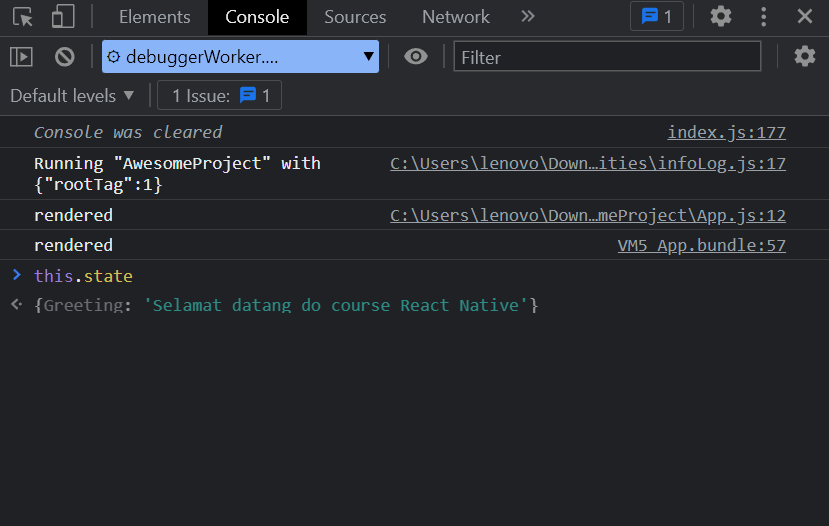 Elements Console Sources Network » 1
debuggerWorker.... ▼ Filter
Default levels ▼ 1 Issue: 1
Console was cleared index.js:177
Running "AwesomeProject" with C:\Users\lenovo\Down…ities\infoLog.js:17
{"rootTag":1}
rendered C:\Users\lenovo\Down…meProject\App.js:12
rendered VM5 App.bundle:57
> this.state
{Greeting: 'Selamat datang do course React Native'}